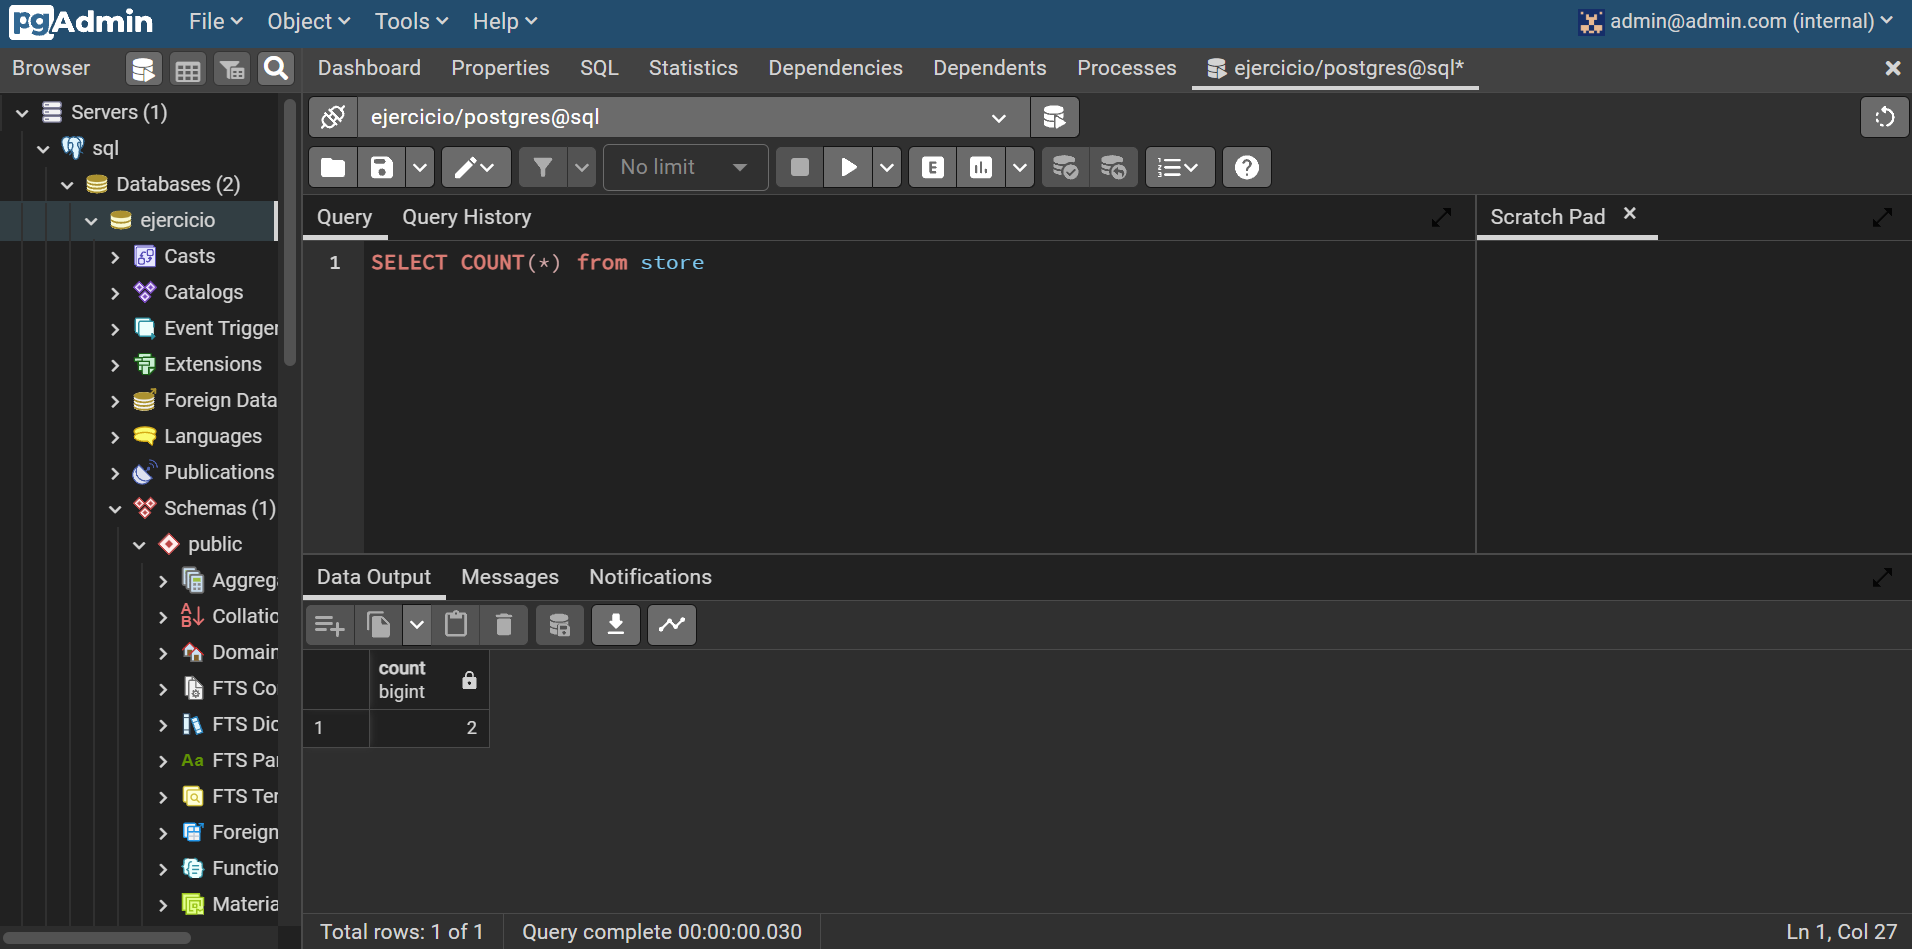 pgAdmin File Object Tools Help admin@admin.com (internal)
Browser Dashboard Properties SQL Statistics Dependencies Dependents Processes ejercicio/postgres@sql*
Servers (1)
sql
Databases (2)
ejercicio
Casts
Catalogs
Event Trigger
Extensions
Foreign Data
Languages
Publications
Schemas (1)
public
Aggreg
Collatio
Domain
FTS Co
FTS Dic
FTS Par
FTS Ter
Foreign
Functio
Materia
ejercicio/postgres@sql
No limit
E
Query Query History
Scratch Pad
1 SELECT COUNT(*) from store
Data Output Messages Notifications
count
bigint
1 2
Total rows: 1 of 1 Query complete 00:00:00.030 Ln 1, Col 27